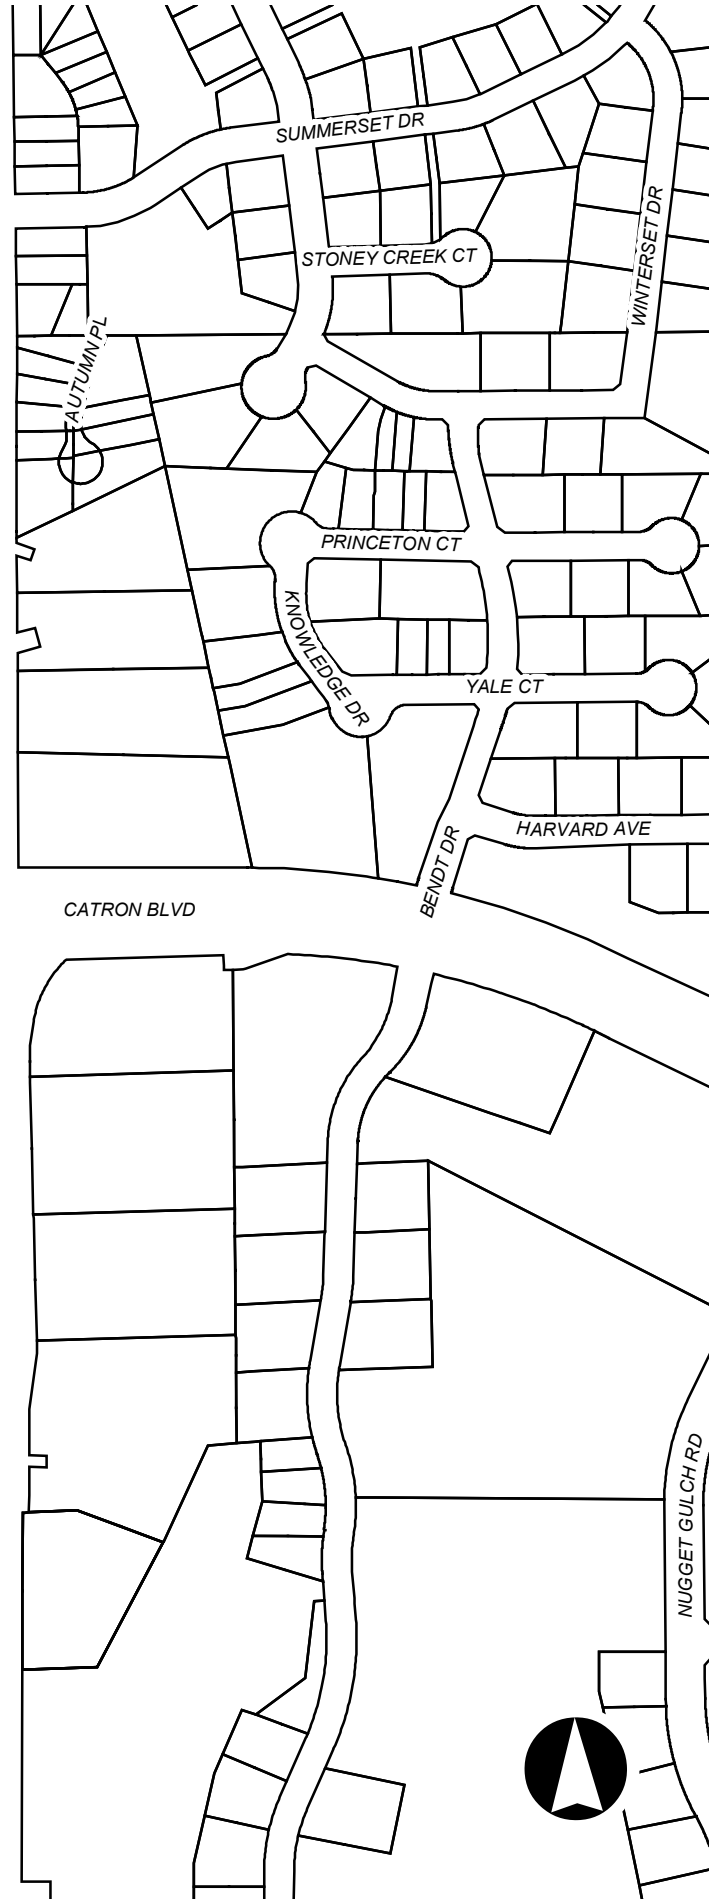 SUMMERSET DR
WINTERSET DR
STONEY CREEK CT
AUTUMN PL
PRINCETON CT
KNOWLEDGE DR
YALE CT
HARVARD AVE
BENDT DR
CATRON BLVD
NUGGET GULCH RD